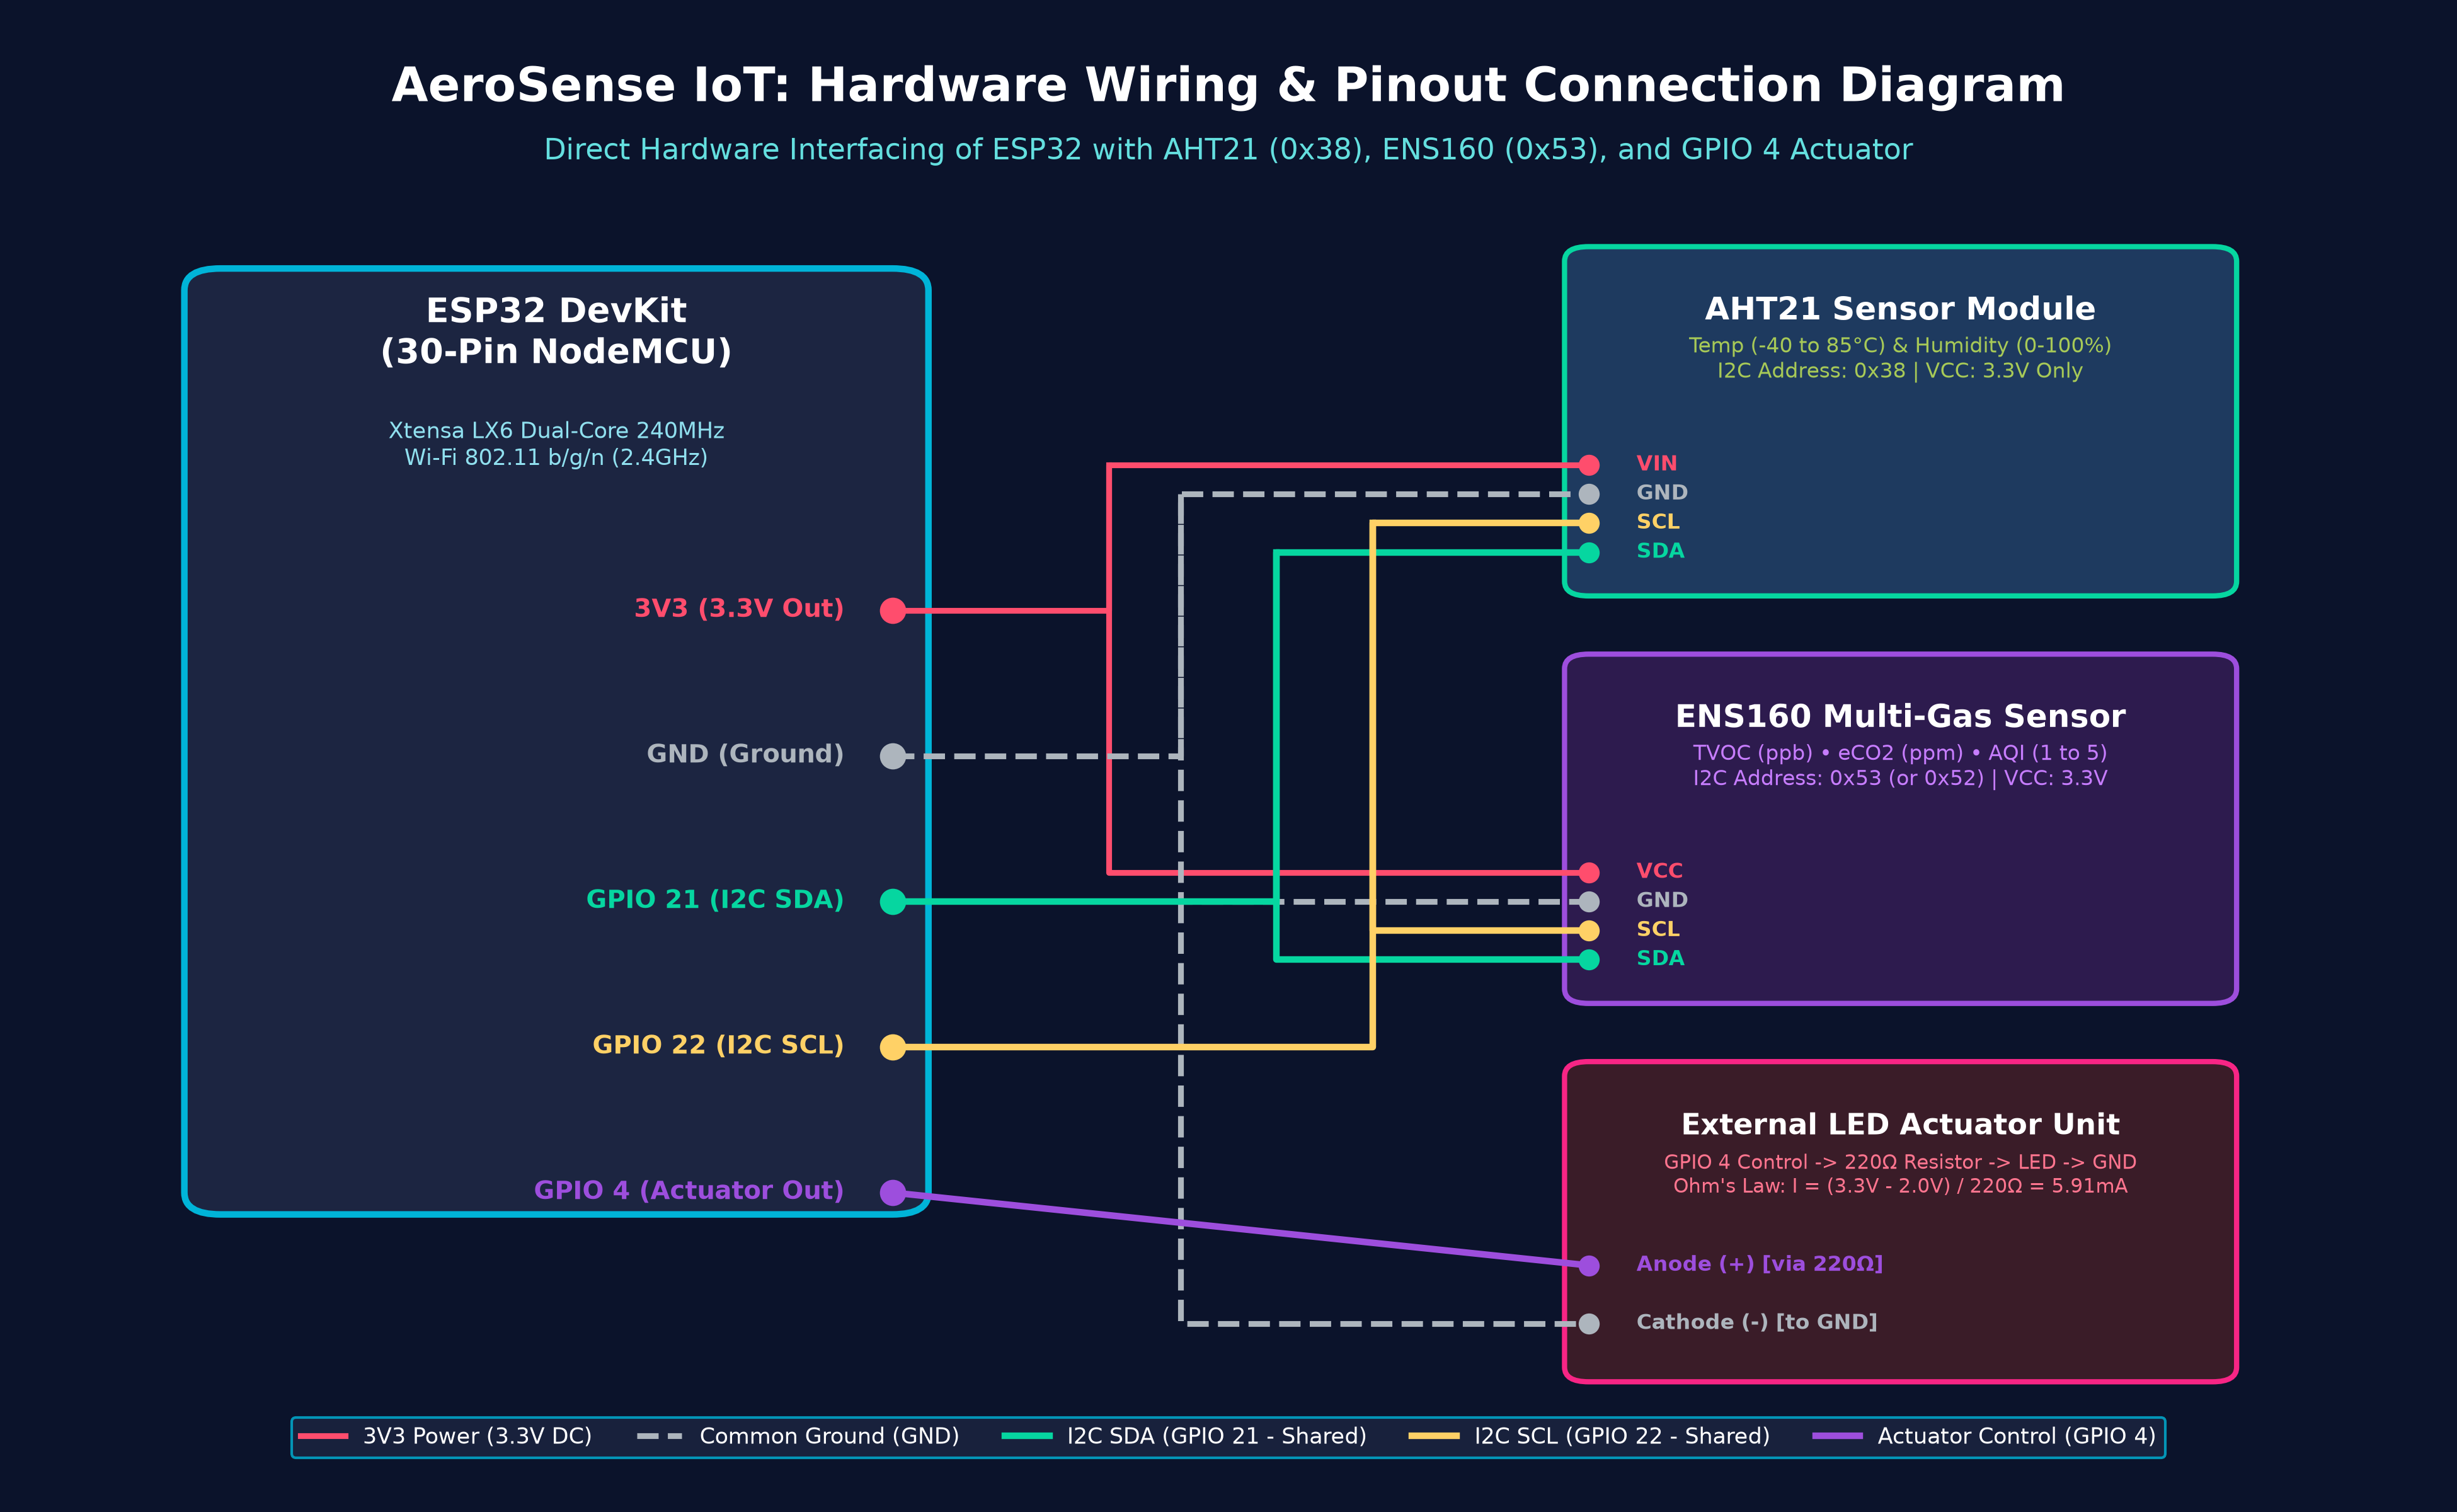 AeroSense IoT: Hardware Wiring & Pinout Connection Diagram
Direct Hardware Interfacing of ESP32 with AHT21 (0x38), ENS160 (0x53), and GPIO 4 Actuator
ESP32 DevKit
(30-Pin NodeMCU)
Xtensa LX6 Dual-Core 240MHz
Wi-Fi 802.11 b/g/n (2.4GHz)
3V3 (3.3V Out)
GND (Ground)
GPIO 21 (I2C SDA)
GPIO 22 (I2C SCL)
GPIO 4 (Actuator Out)
AHT21 Sensor Module
Temp (-40 to 85°C) & Humidity (0-100%)
I2C Address: 0x38 | VCC: 3.3V Only
VIN
GND
SCL
SDA
ENS160 Multi-Gas Sensor
TVOC (ppb) • eCO2 (ppm) • AQI (1 to 5)
I2C Address: 0x53 (or 0x52) | VCC: 3.3V
VCC
GND
SCL
SDA
External LED Actuator Unit
GPIO 4 Control -> 220Ω Resistor -> LED -> GND
Ohm's Law: I = (3.3V - 2.0V) / 220Ω = 5.91mA
Anode (+) [via 220Ω]
Cathode (-) [to GND]
3V3 Power (3.3V DC)
Common Ground (GND)
I2C SDA (GPIO 21 - Shared)
I2C SCL (GPIO 22 - Shared)
Actuator Control (GPIO 4)